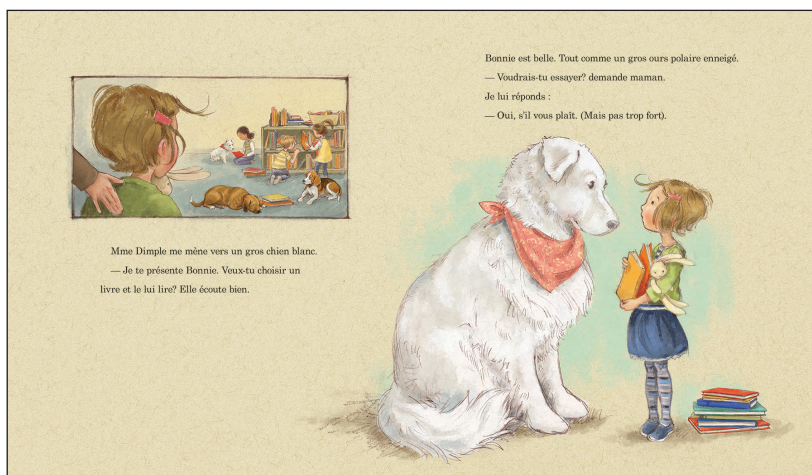 Mme Dimple me mène vers un gros chien blanc.
— Je te présente Bonnie. Veux-tu choisir un
livre et le lui lire? Elle écoute bien.
Bonnie est belle. Tout comme un gros ours polaire enneigé.
— Voudrais-tu essayer? demande maman.
Je lui réponds :
— Oui, s'il vous plaît. (Mais pas trop fort).